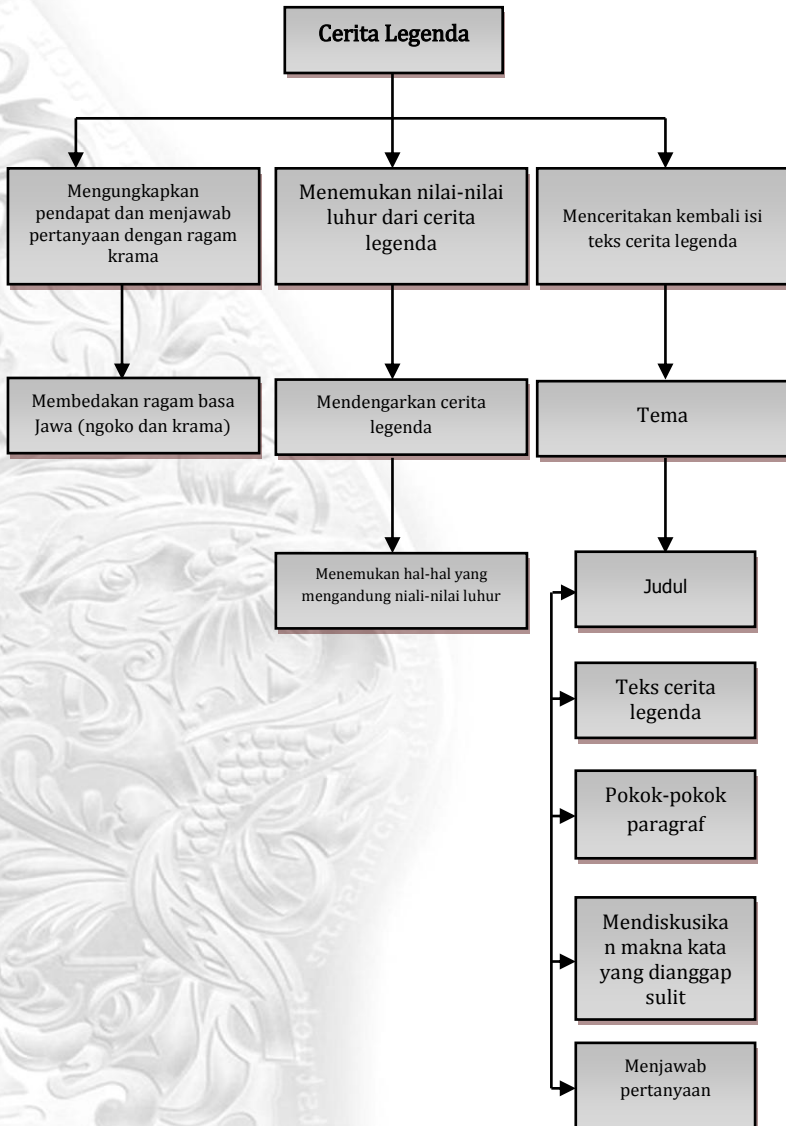 Cerita Legenda
Mengungkapkan
pendapat dan menjawab
pertanyaan dengan ragam
krama
Menemukan nilai-nilai
luhur dari cerita
legenda
Menceritakan kembali isi
teks cerita legenda
Membedakan ragam basa
Jawa (ngoko dan krama)
Mendengarkan cerita
legenda
Tema
Menemukan hal-hal yang
mengandung niali-nilai luhur
Judul
Teks cerita
legenda
Pokok-pokok
paragraf
Mendiskusika
n makna kata
yang dianggap
sulit
Menjawab
pertanyaan